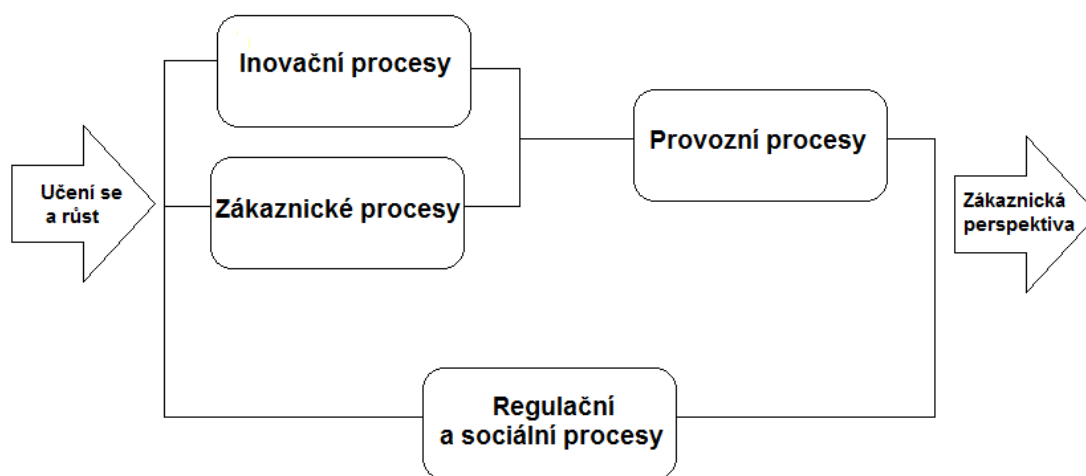 Inovační procesy
Provozní procesy
Učení se
a růst
Zákaznické procesy
Zákaznická
perspektiva
Regulační
a sociální procesy